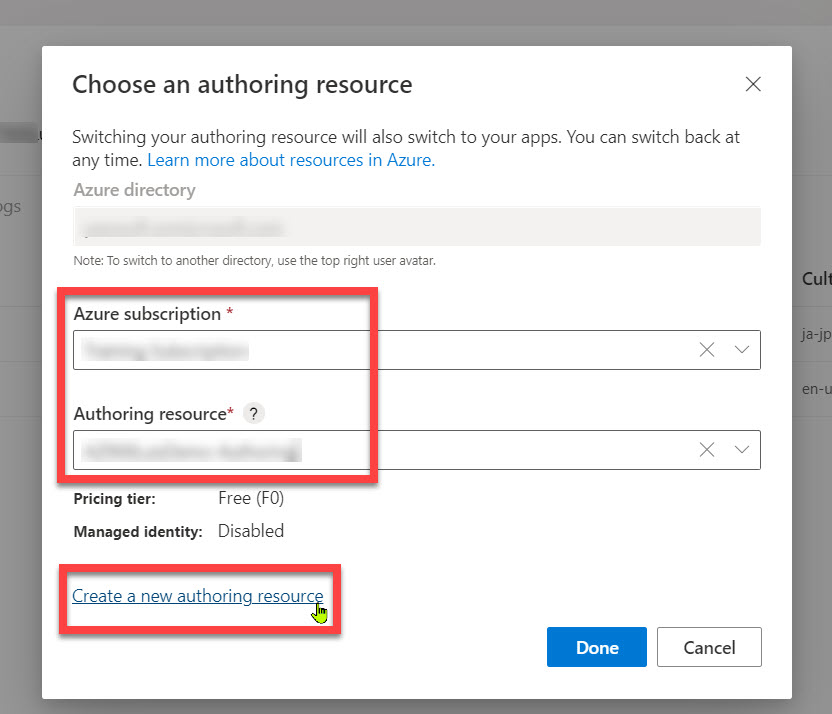 Choose an authoring resource
Switching your authoring resource will also switch to your apps. You can switch back at
any time. Learn more about resources in Azure.
Azure directory
Note: To switch to another directory, use the top right user avatar.
Azure subscription *
Authoring resource* ?
Pricing tier: Free (F0)
Managed identity: Disabled
Create a new authoring resource
Done Cancel
ogs
Cult
ja-jp
en-u